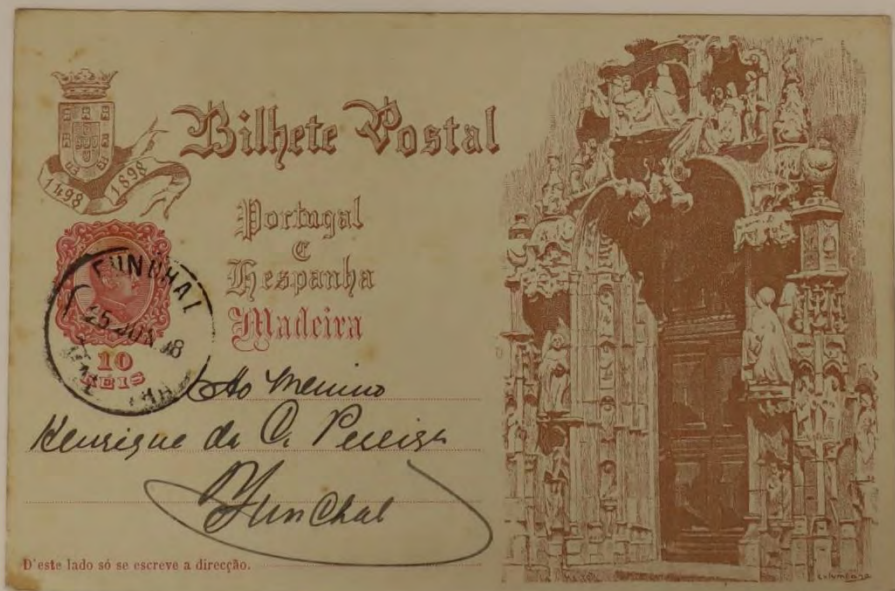 Bilhete Postal
1498 1898
Portugal
E
Hespanha
Madeira
FUNCHAL
25 JUN 98
10
REIS
Ao Menino
Henrique da C. Pereira
Funchal
D'este lado só se escreve a direcção.